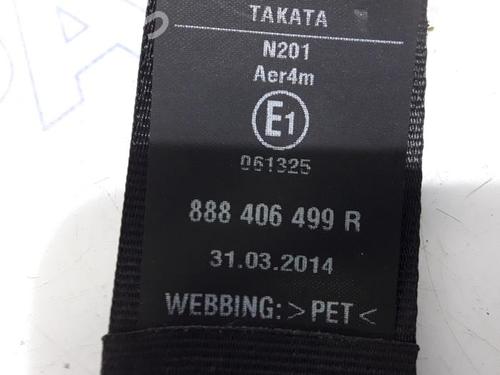 TAKATA
N201
Aer4m
E1
061325
888 406 499 R
31.03.2014
WEBBING: >PET<